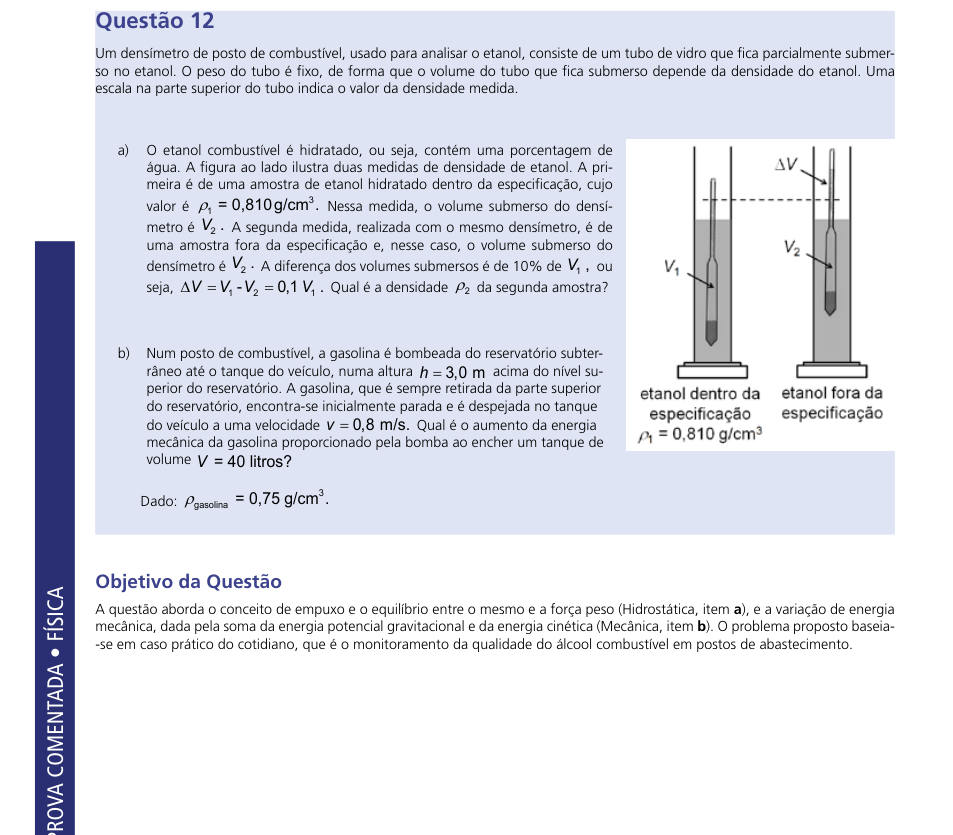 Questão 12
Um densímetro de posto de combustível, usado para analisar o etanol, consiste de um tubo de vidro que fica parcialmente submer-
so no etanol. O peso do tubo é fixo, de forma que o volume do tubo que fica submerso depende da densidade do etanol. Uma
escala na parte superior do tubo indica o valor da densidade medida.
a) O etanol combustível é hidratado, ou seja, contém uma porcentagem de
água. A figura ao lado ilustra duas medidas de densidade de etanol. A pri-
meira é de uma amostra de etanol hidratado dentro da especificação, cujo
valor é ρ₁ = 0,810 g/cm³. Nessa medida, o volume submerso do densí-
metro é V₂ . A segunda medida, realizada com o mesmo densímetro, é de
uma amostra fora da especificação e, nesse caso, o volume submerso do
densímetro é V₂ . A diferença dos volumes submersos é de 10% de V₁ , ou
seja, ΔV = V₁ - V₂ = 0,1 V₁ . Qual é a densidade ρ₂ da segunda amostra?
ΔV
V₁
V₂
etanol dentro da
especificação
ρ₁ = 0,810 g/cm³
etanol fora da
especificação
b) Num posto de combustível, a gasolina é bombeada do reservatório subter-
râneo até o tanque do veículo, numa altura h = 3,0 m acima do nível su-
perior do reservatório. A gasolina, que é sempre retirada da parte superior
do reservatório, encontra-se inicialmente parada e é despejada no tanque
do veículo a uma velocidade v = 0,8 m/s. Qual é o aumento da energia
mecânica da gasolina proporcionado pela bomba ao encher um tanque de
volume V = 40 litros?
Dado: ρgasolina = 0,75 g/cm³.
Objetivo da Questão
A questão aborda o conceito de empuxo e o equilíbrio entre o mesmo e a força peso (Hidrostática, item a), e a variação de energia
mecânica, dada pela soma da energia potencial gravitacional e da energia cinética (Mecânica, item b). O problema proposto baseia-
-se em caso prático do cotidiano, que é o monitoramento da qualidade do álcool combustível em postos de abastecimento.
PROVA COMENTADA • FÍSICA